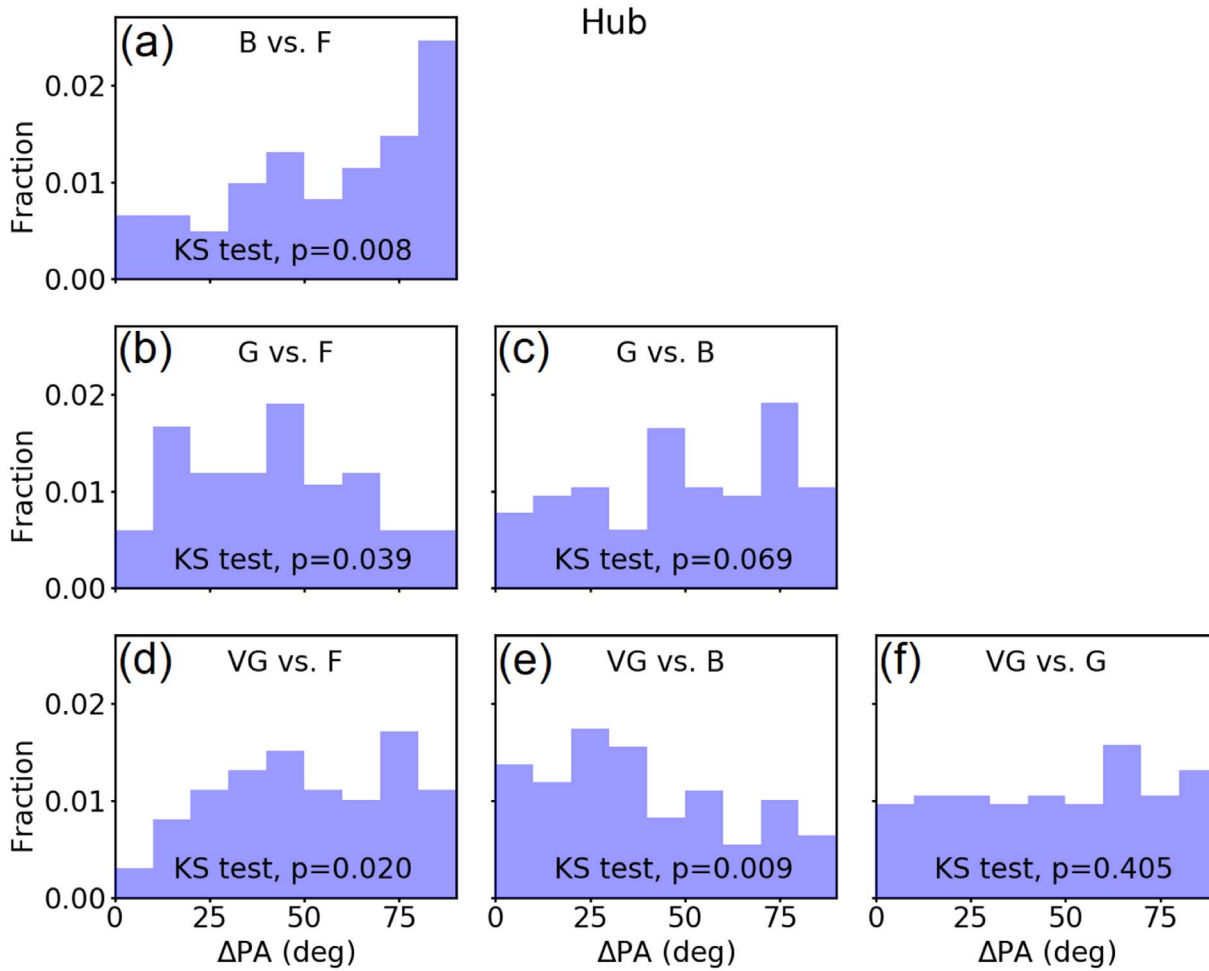 Hub
(a) B vs. F
Fraction
0.02
0.01
0.00
25
75
KS test, p=0.008
(b) G vs. F
Fraction
0.02
0.01
0.00
KS test, p=0.039
(c) G vs. B
KS test, p=0.069
(d) VG vs. F
Fraction
0.02
0.01
0.00
KS test, p=0.020
0 25 50 75
ΔPA (deg)
(e) VG vs. B
KS test, p=0.009
0 25 50 75
ΔPA (deg)
(f) VG vs. G
KS test, p=0.405
0 25 50 75
ΔPA (deg)